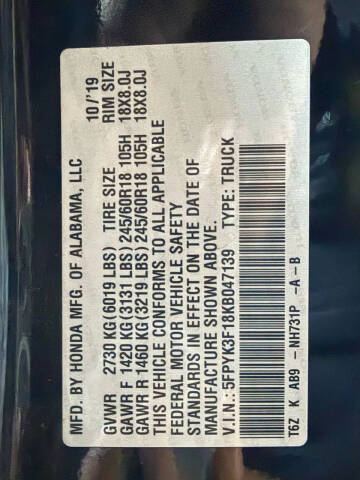 MFD. BY HONDA MFG. OF ALABAMA, LLC 10/'19
GVWR 2730 KG (6019 LBS) TIRE SIZE RIM SIZE
GAWR F 1420 KG (3131 LBS) 245/60R18 105H 18X8.0J
GAWR R 1460 KG (3219 LBS) 245/60R18 105H 18X8.0J
THIS VEHICLE CONFORMS TO ALL APPLICABLE
FEDERAL MOTOR VEHICLE SAFETY
STANDARDS IN EFFECT ON THE DATE OF
MANUFACTURE SHOWN ABOVE.
V.I.N.: 5FPYK3F18KB047139 TYPE: TRUCK
T6Z K AB9 - NH731P -A -B